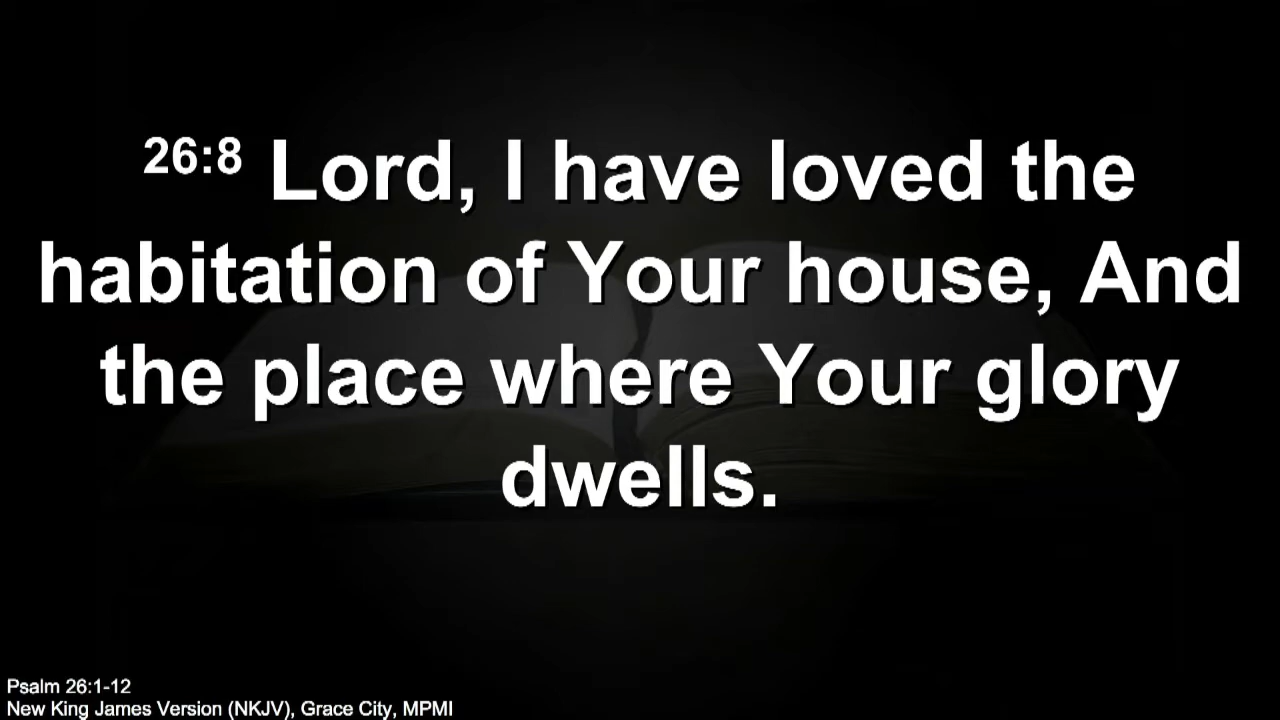 26:8 Lord, I have loved the
habitation of Your house, And
the place where Your glory
dwells.
Psalm 26:1-12
New King James Version (NKJV), Grace City, MPMI